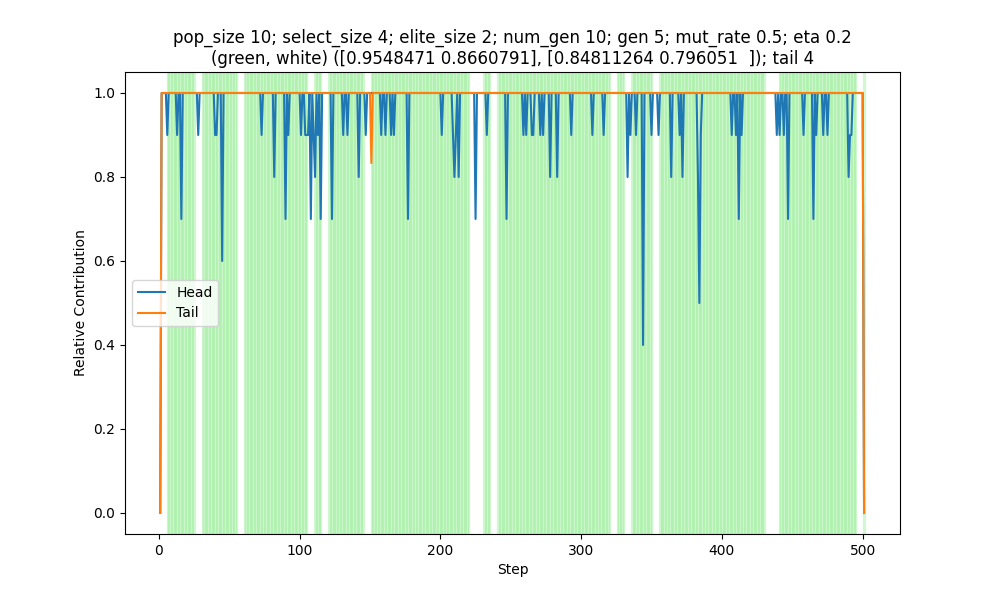 pop_size 10; select_size 4; elite_size 2; num_gen 10; gen 5; mut_rate 0.5; eta 0.2
(green, white) ([0.9548471 0.8660791], [0.84811264 0.796051  ]); tail 4
1.0
0.8
0.6
0.4
0.2
0.0
Relative Contribution
Head
Tail
0
100
200
300
400
500
Step